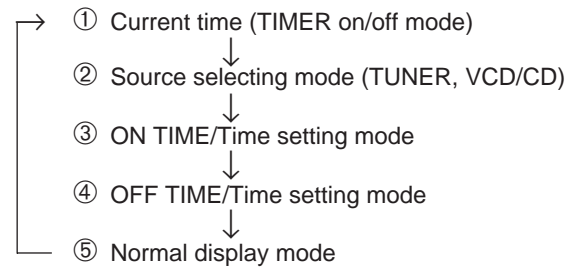 ① Current time (TIMER on/off mode)
② Source selecting mode (TUNER, VCD/CD)
③ ON TIME/Time setting mode
④ OFF TIME/Time setting mode
⑤ Normal display mode